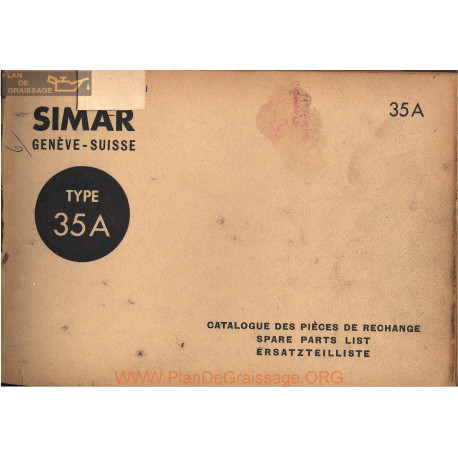 PLAN DE
GRAISSAGE
SIMAR
GENÈVE - SUISSE
TYPE
35A
35A
CATALOGUE DES PIÈCES DE RECHANGE
SPARE PARTS LIST
ÉRSATZTEILLISTE
www.PlanDeGraissage.ORG